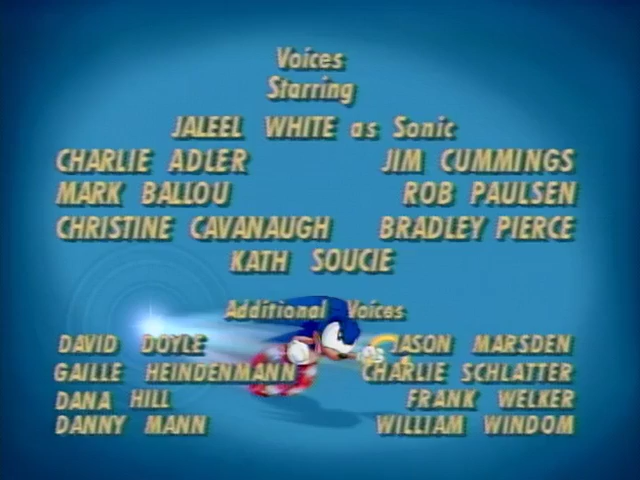 Voices
Starring
JALEEL WHITE as Sonic
CHARLIE ADLER JIM CUMMINGS
MARK BALLOU ROB PAULSEN
CHRISTINE CAVANAUGH BRADLEY PIERCE
KATH SOUCIE
Additional Voices
DAVID DOYLE JASON MARSDEN
GAILLE HEINDENMANN CHARLIE SCHLATTER
DANA HILL FRANK WELKER
DANNY MANN WILLIAM WINDOM